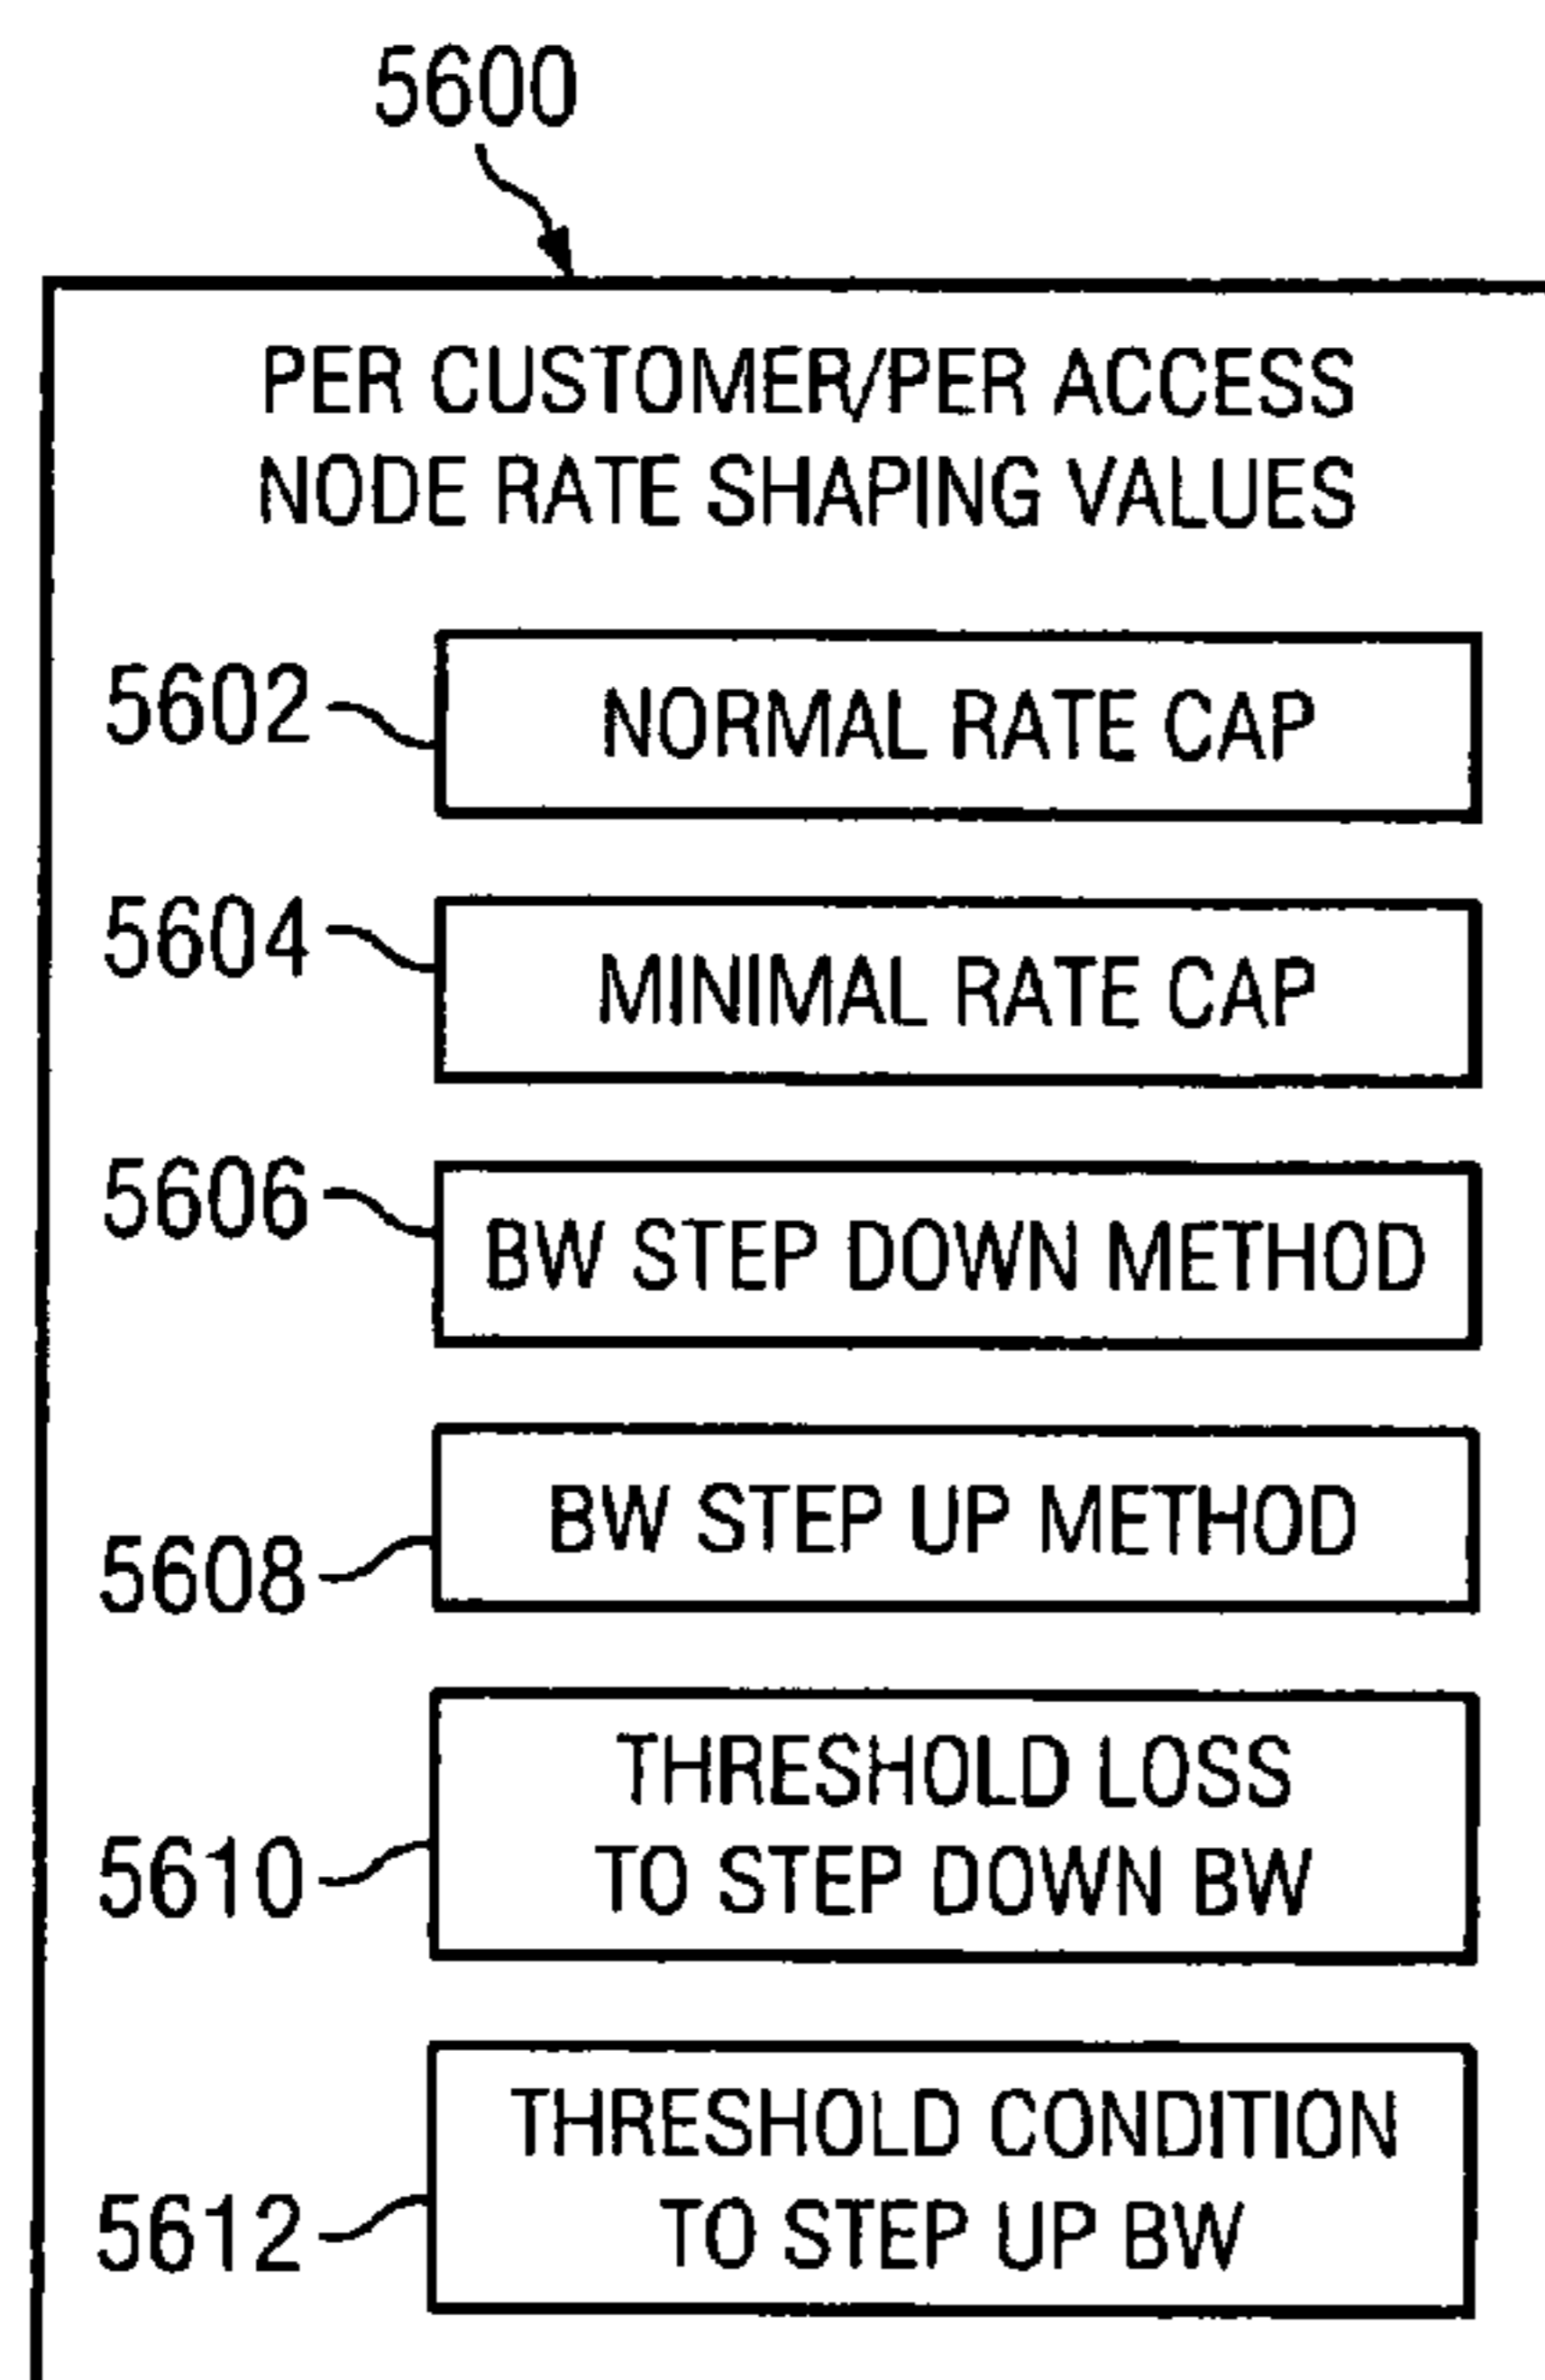 5600
PER CUSTOMER/PER ACCESS
NODE RATE SHAPING VALUES
5602
NORMAL RATE CAP
5604
MINIMAL RATE CAP
5606
BW STEP DOWN METHOD
BW STEP UP METHOD
5608
THRESHOLD LOSS
TO STEP DOWN BW
5610
THRESHOLD CONDITION
TO STEP UP BW
5612